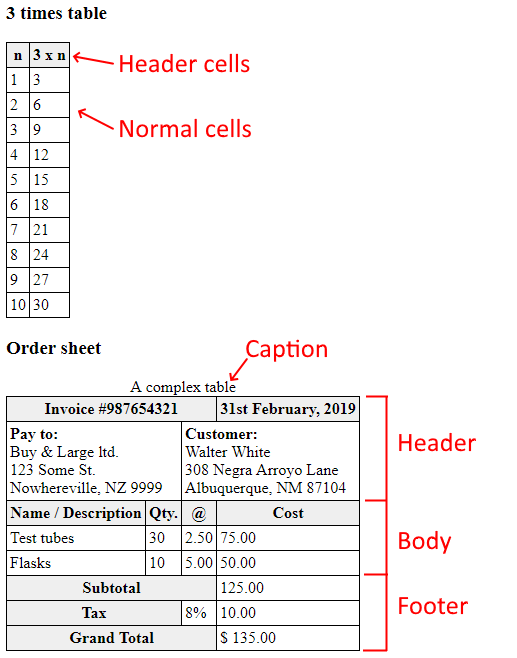 3 times table
n 3 x n
Header cells
1 3
2 6
3 9
Normal cells
4 12
5 15
6 18
7 21
8 24
9 27
10 30
Order sheet
Caption
A complex table
Invoice #987654321 31st February, 2019
Pay to: Customer:
Buy & Large ltd. Walter White
Header
123 Some St. 308 Negra Arroyo Lane
Nowhereville, NZ 9999 Albuquerque, NM 87104
Name / Description Qty. @ Cost
Test tubes 30 2.50 75.00
Body
Flasks 10 5.00 50.00
Subtotal 125.00
Footer
Tax 8% 10.00
Grand Total $ 135.00